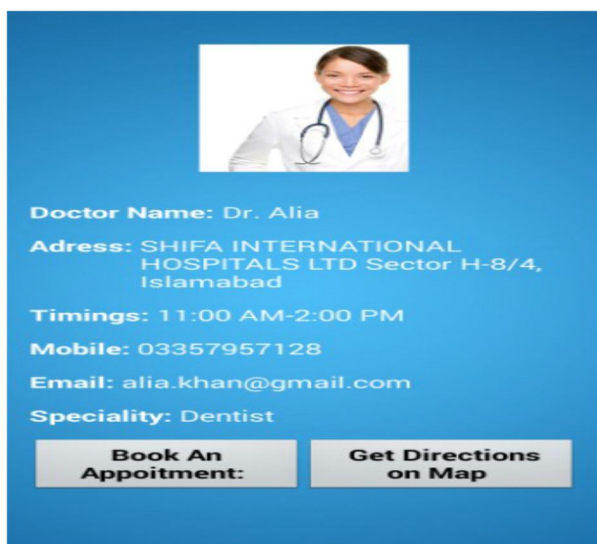 Doctor Name: Dr. Alia
Adress: SHIFA INTERNATIONAL
HOSPITALS LTD Sector H-8/4,
Islamabad
Timings: 11:00 AM-2:00 PM
Mobile: 03357957128
Email: alia.khan@gmail.com
Speciality: Dentist
Book An
Appoitment:
Get Directions
on Map